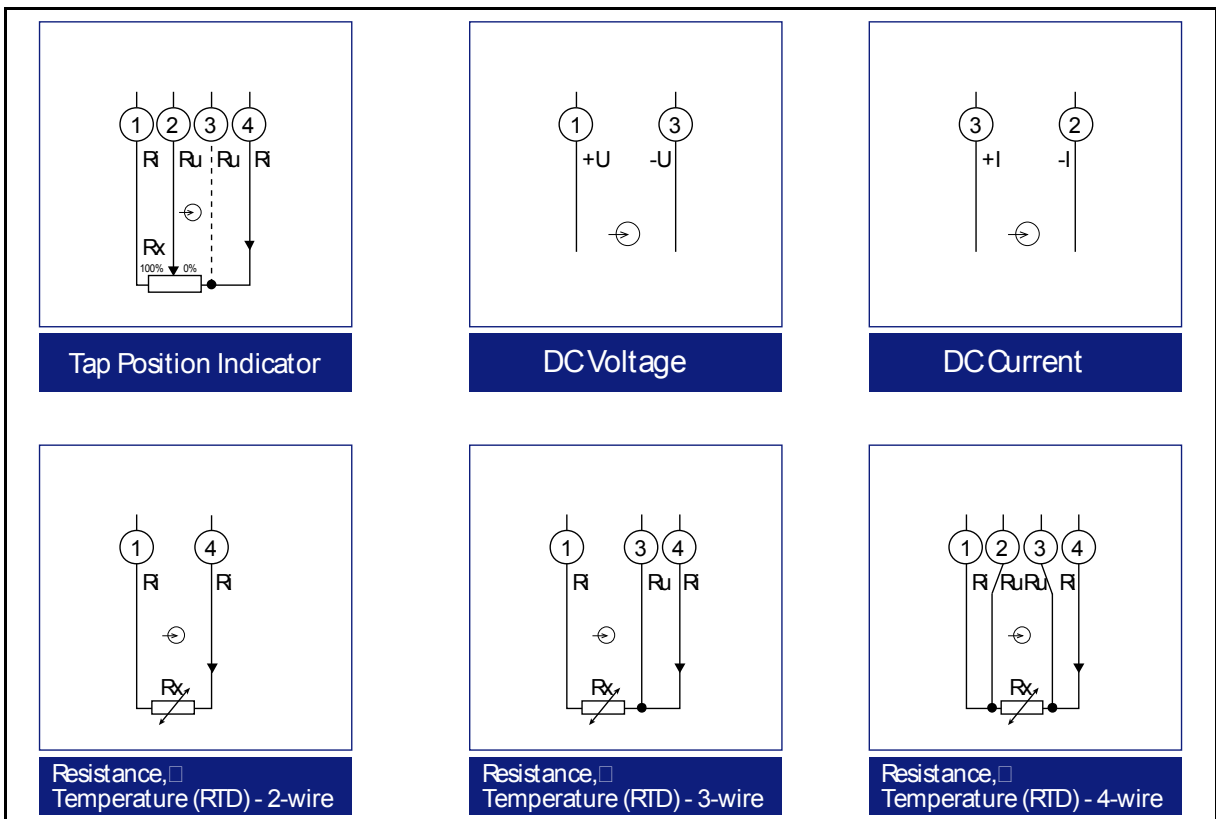 1 2 3 4
Ri Ru Ru Ri
Rx
100% 0%
Tap Position Indicator
1 3
+U -U
DC Voltage
3 2
+I -I
DC Current
1 4
Ri Ri
Rx
Resistance,□
Temperature (RTD) - 2-wire
1 3 4
Ri Ru Ri
Rx
Resistance,□
Temperature (RTD) - 3-wire
1 2 3 4
Ri Ru Ru Ri
Rx
Resistance,□
Temperature (RTD) - 4-wire